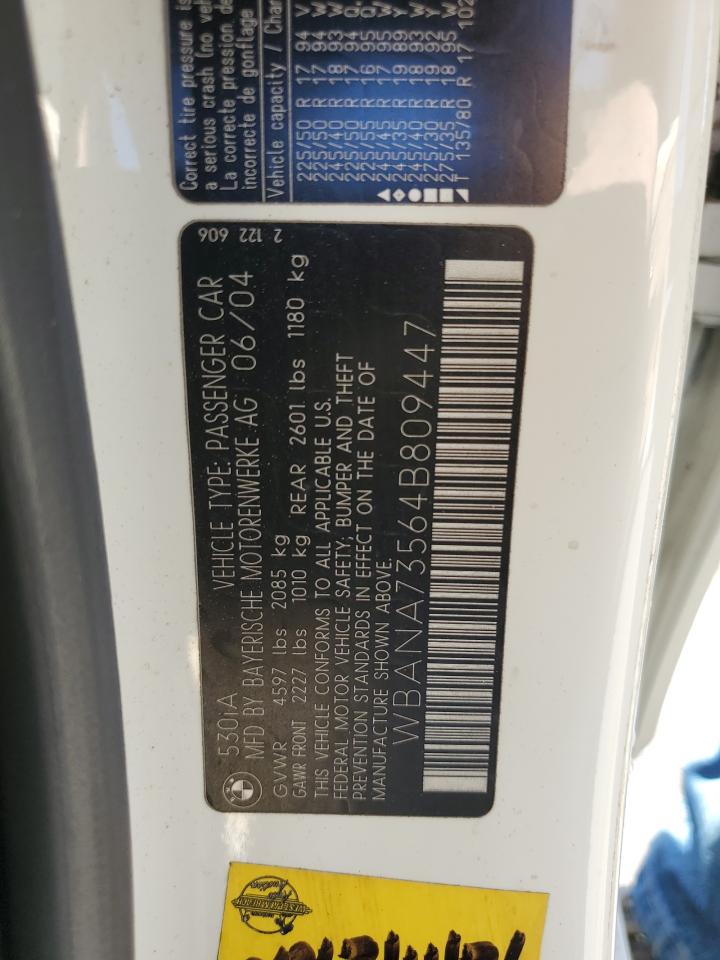 530iA VEHICLE TYPE: PASSENGER CAR
MFD BY BAYERISCHE MOTORENWERKE AG 06/04
GVWR 4597 lbs 2085 kg
GAWR FRONT 2227 lbs 1010 kg REAR 2601 lbs 1180 kg
THIS VEHICLE CONFORMS TO ALL APPLICABLE U.S.
FEDERAL MOTOR VEHICLE SAFETY, BUMPER AND THEFT
PREVENTION STANDARDS IN EFFECT ON THE DATE OF
MANUFACTURE SHOWN ABOVE.
WBANA73564B809447
2 122 606
Correct tire pressure is
a serious crash (no
La correcte pression
incorrecte de gonflage
Vehicle capacity /
225/50 R 17 94 V
225/50 R 17 94 W
245/40 R 18 93 W
225/50 R 17 94
225/55 R 16 95
245/45 R 17 95 W
245/35 R 19 89 Y
245/40 R 18 93 W
275/30 R 19 92 Y
275/35 R 18 95 W
T 135/80 R 17 102